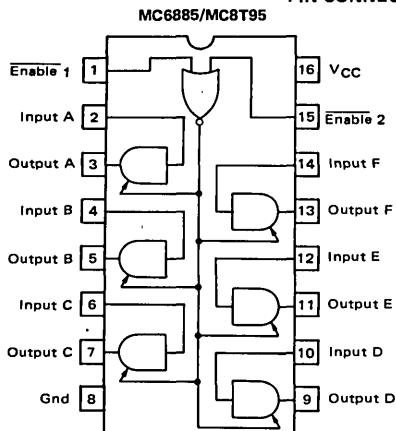 MC6885/MC8T95
Enable 1 1
16 VCC
Input A 2
15 Enable 2
Output A 3
14 Input F
Input B 4
13 Output F
Output B 5
12 Input E
Input C 6
11 Output E
Output C 7
10 Input D
Gnd 8
9 Output D